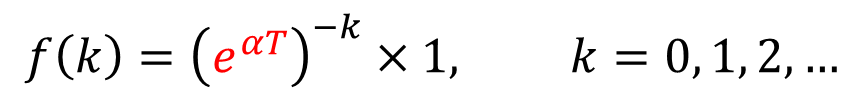 f(k) = (e^{αT})^{−k} × 1, k = 0, 1, 2, …